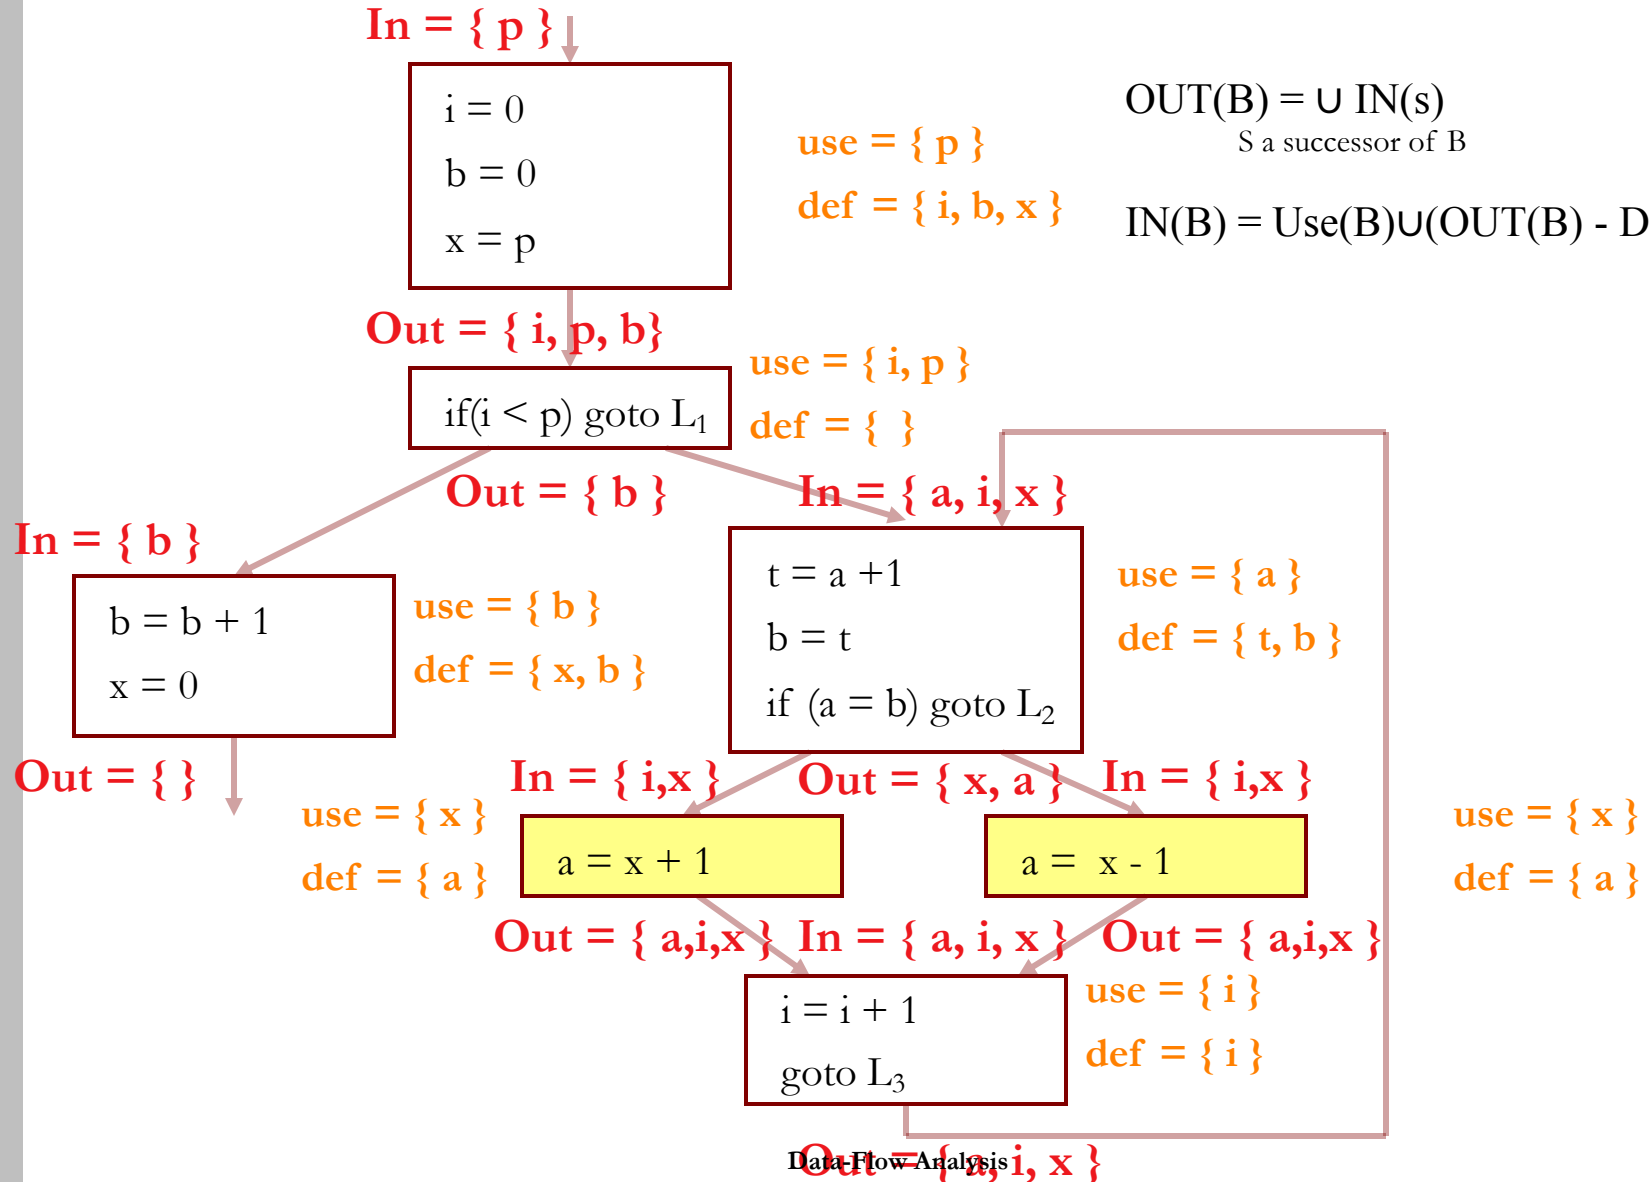 In = { p }
i = 0
b = 0
x = p
use = { p }
def = { i, b, x }
OUT(B) = ∪ IN(s)
S a successor of B
IN(B) = Use(B)∪(OUT(B) - D
Out = { i, p, b}
if(i < p) goto L₁
use = { i, p }
def = { }
Out = { b }
In = { a, i, x }
In = { b }
b = b + 1
x = 0
use = { b }
def = { x, b }
t = a +1
b = t
if (a = b) goto L₂
use = { a }
def = { t, b }
Out = { }
In = { i,x }
Out = { x, a }
In = { i,x }
use = { x }
def = { a }
a = x + 1
a = x - 1
use = { x }
def = { a }
Out = { a,i,x }
In = { a, i, x }
Out = { a,i,x }
i = i + 1
goto L₃
use = { i }
def = { i }
Out = { a, i, x }
Data-Flow Analysis